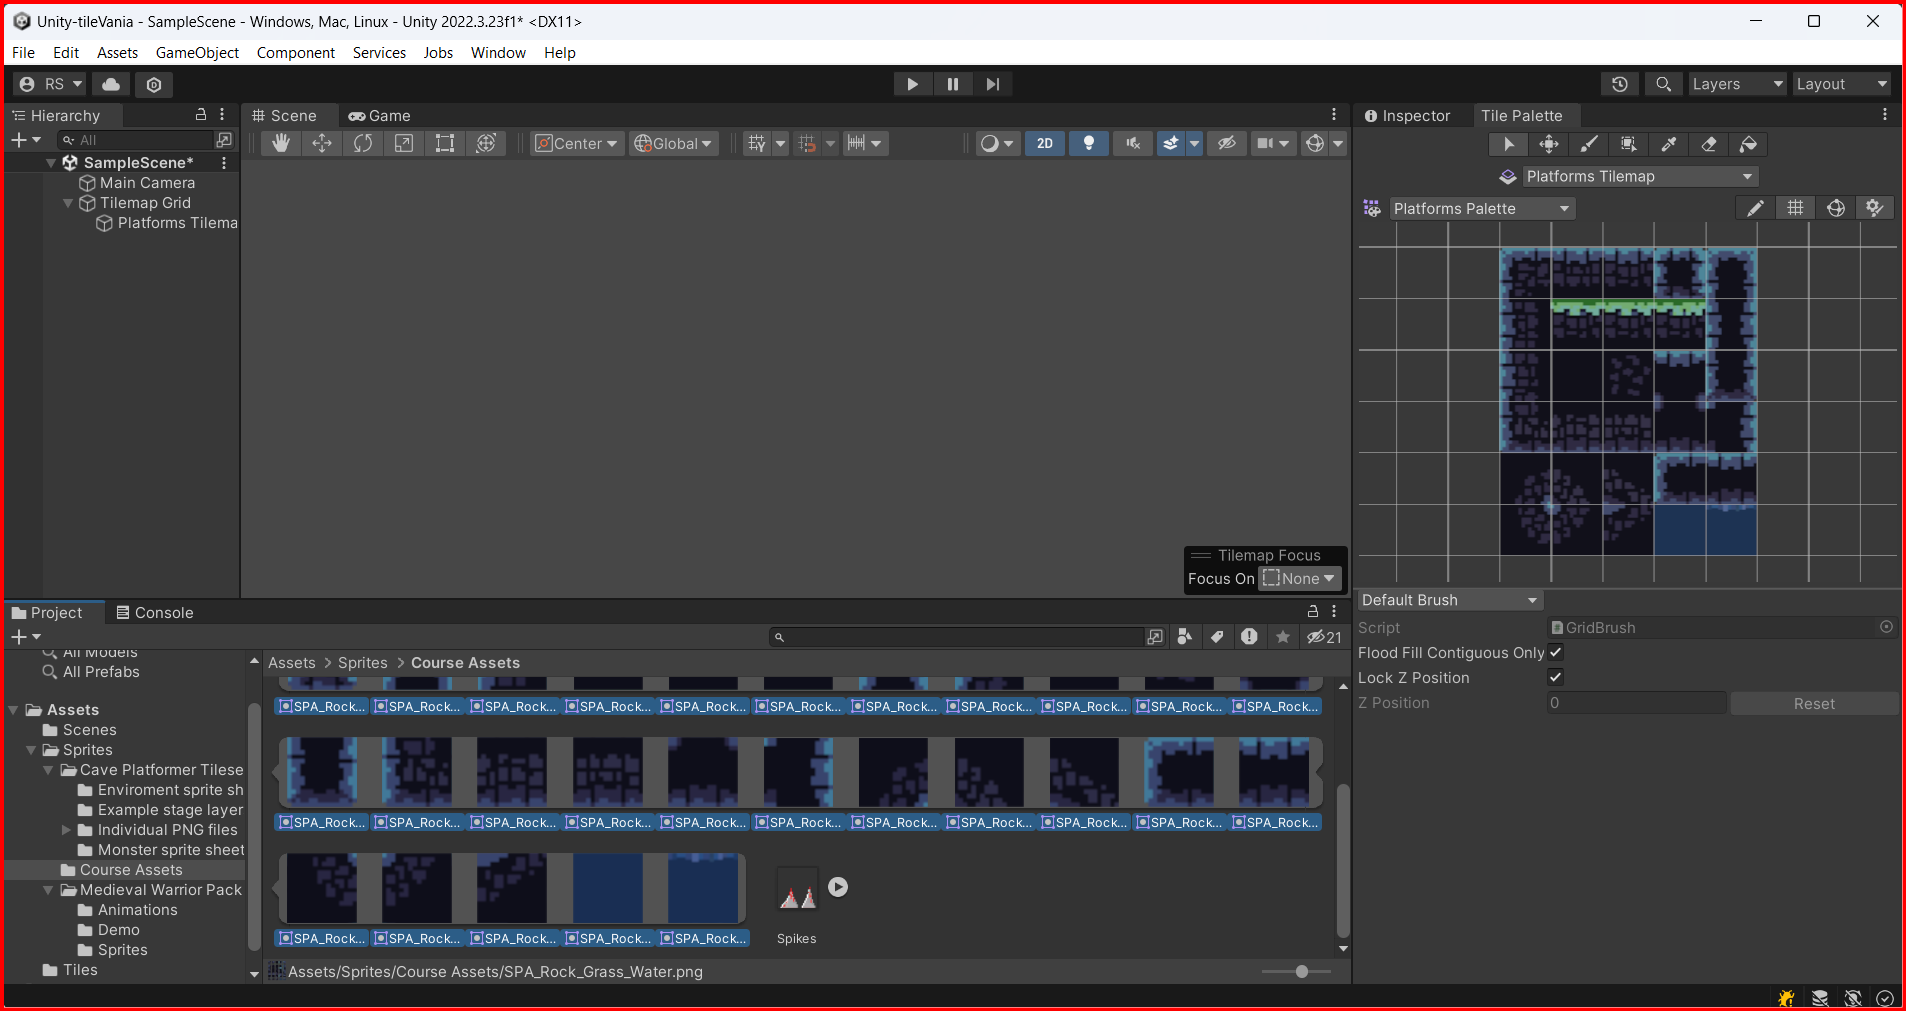 Unity-tileVania - SampleScene - Windows, Mac, Linux - Unity 2022.3.23f1* <DX11>
File Edit Assets GameObject Component Services Jobs Window Help
RS
Layers
Layout
Hierarchy
All
SampleScene*
Main Camera
Tilemap Grid
Platforms Tilema
Scene
Game
Center
Global
2D
Tilemap Focus
Focus On
None
Inspector
Tile Palette
Platforms Tilemap
Platforms Palette
Default Brush
Script
GridBrush
Flood Fill Contiguous Only
Lock Z Position
Z Position
0
Reset
Project
Console
21
All Models
All Prefabs
Assets
Scenes
Sprites
Cave Platformer Tilese
Enviroment sprite sh
Example stage layer
Individual PNG files
Monster sprite sheet
Course Assets
Medieval Warrior Pack
Animations
Demo
Sprites
Tiles
Assets > Sprites > Course Assets
SPA_Rock... SPA_Rock... SPA_Rock... SPA_Rock... SPA_Rock... SPA_Rock... SPA_Rock... SPA_Rock... SPA_Rock... SPA_Rock... SPA_Rock...
SPA_Rock... SPA_Rock... SPA_Rock... SPA_Rock... SPA_Rock... SPA_Rock... SPA_Rock... SPA_Rock... SPA_Rock... SPA_Rock... SPA_Rock...
SPA_Rock... SPA_Rock... SPA_Rock... SPA_Rock... SPA_Rock... Spikes
Assets/Sprites/Course Assets/SPA_Rock_Grass_Water.png